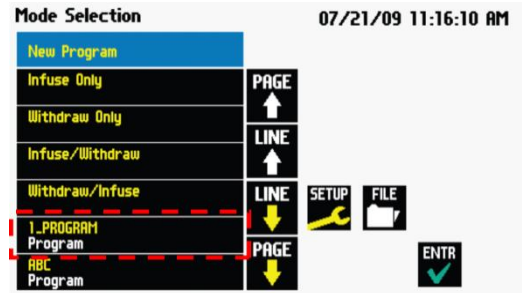 Mode Selection
07/21/09 11:16:10 AM
New Program
Infuse Only
Withdraw Only
Infuse/Withdraw
Withdraw/Infuse
1_PROGRAM
Program
ABC
Program
PAGE
LINE
LINE
PAGE
SETUP
FILE
ENTR